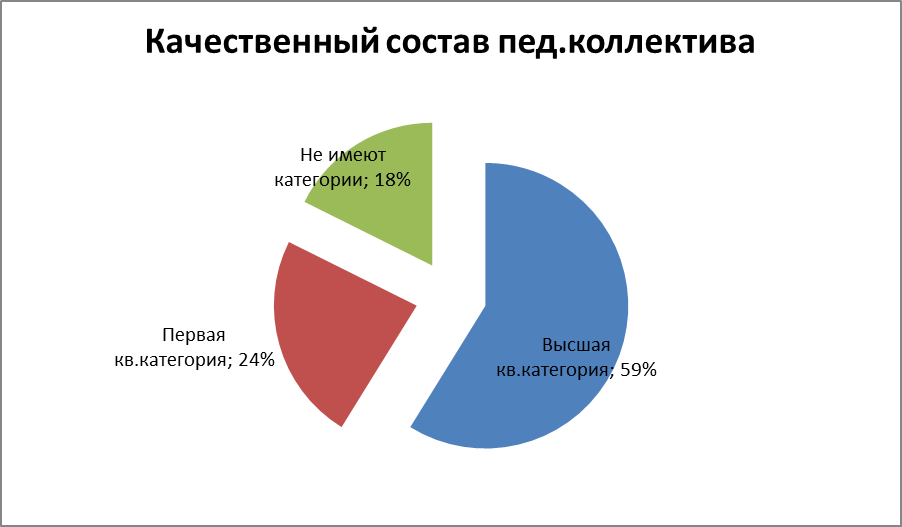 Качественный состав пед.коллектива
Не имеют
категории; 18%
Первая
кв.категория; 24%
Высшая
кв.категория; 59%